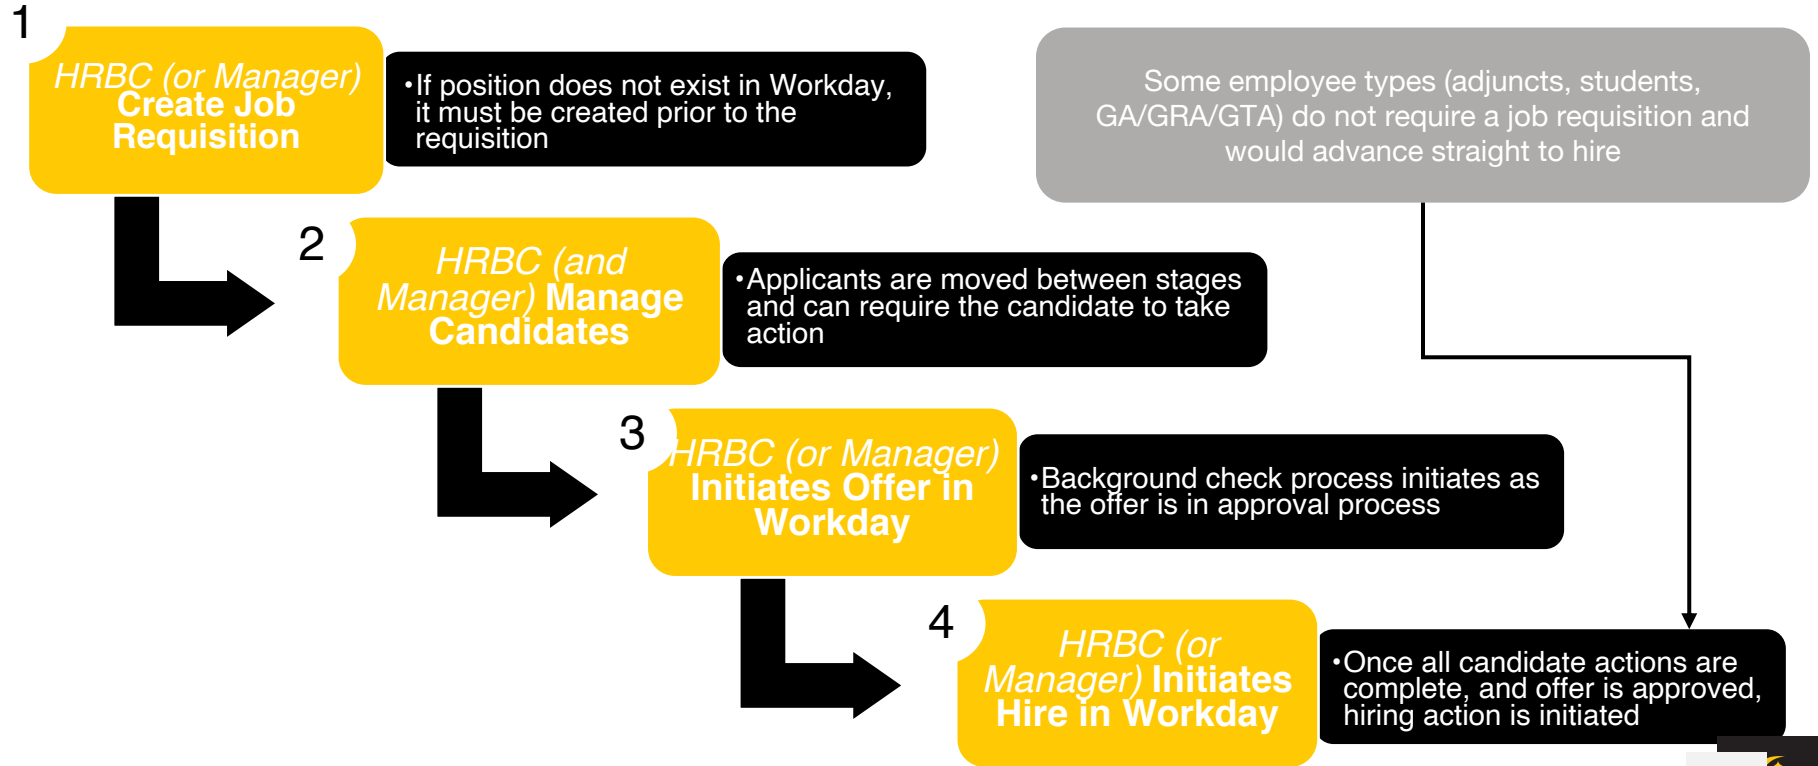 1
HRBC (or Manager)
Create Job
Requisition
•If position does not exist in Workday,
it must be created prior to the
requisition
Some employee types (adjuncts, students,
GA/GRA/GTA) do not require a job requisition and
would advance straight to hire
2
HRBC (and
Manager) Manage
Candidates
•Applicants are moved between stages
and can require the candidate to take
action
3
HRBC (or Manager)
Initiates Offer in
Workday
•Background check process initiates as
the offer is in approval process
4
HRBC (or
Manager) Initiates
Hire in Workday
•Once all candidate actions are
complete, and offer is approved,
hiring action is initiated